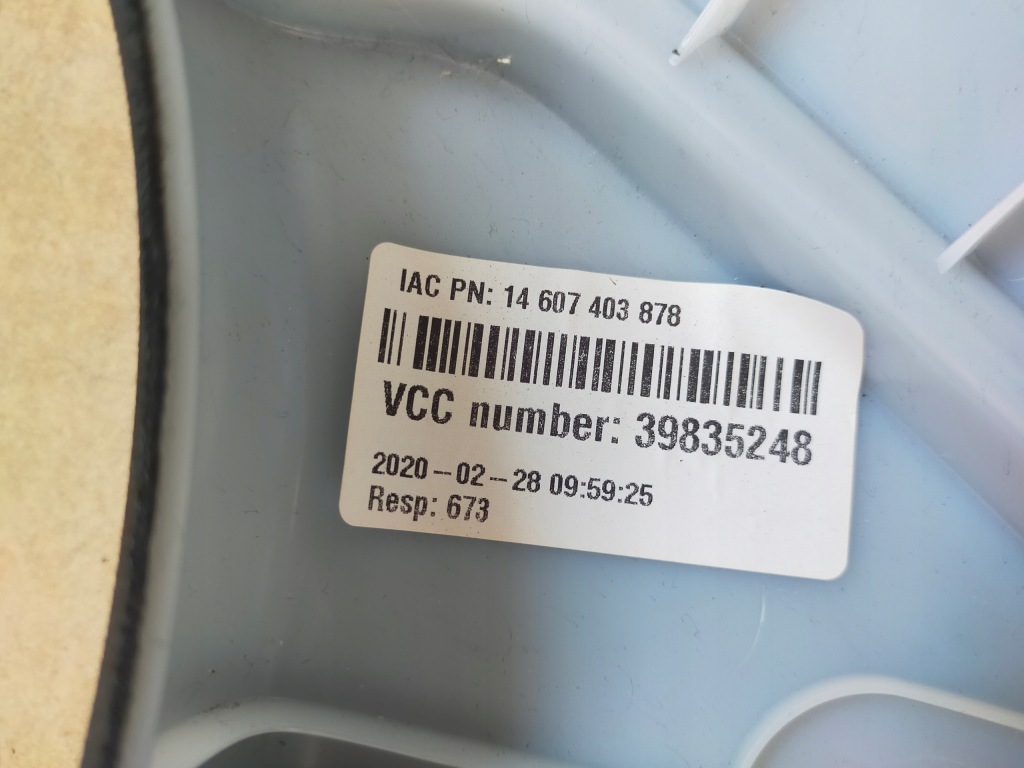 IAC PN: 14 607 403 878
VCC number: 39835248
2020-02-28 09:59:25
Resp: 673